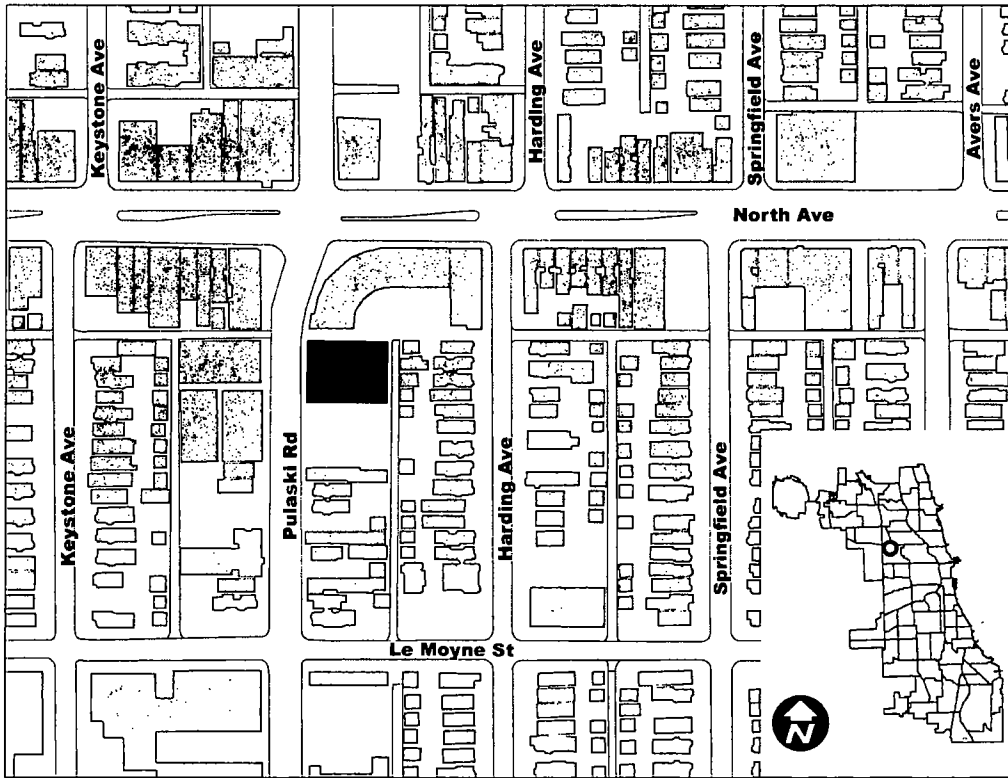 Keystone Ave
Harding Ave
Springfield Ave
Avers Ave
North Ave
Keystone Ave
Pulaski Rd
Harding Ave
Springfield Ave
Le Moyne St
N